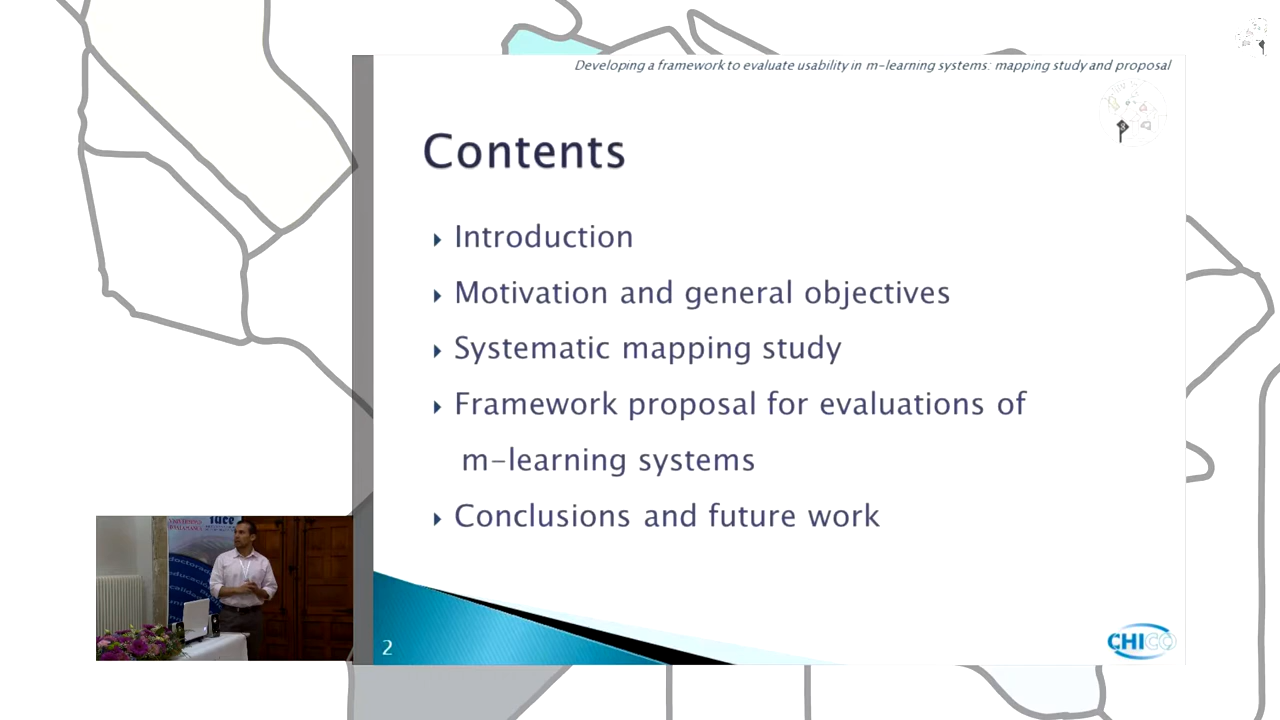 Developing a framework to evaluate usability in m-learning systems: mapping study and proposal
Contents
Introduction
Motivation and general objectives
Systematic mapping study
Framework proposal for evaluations of
m-learning systems
Conclusions and future work
2
CHICO
iuce